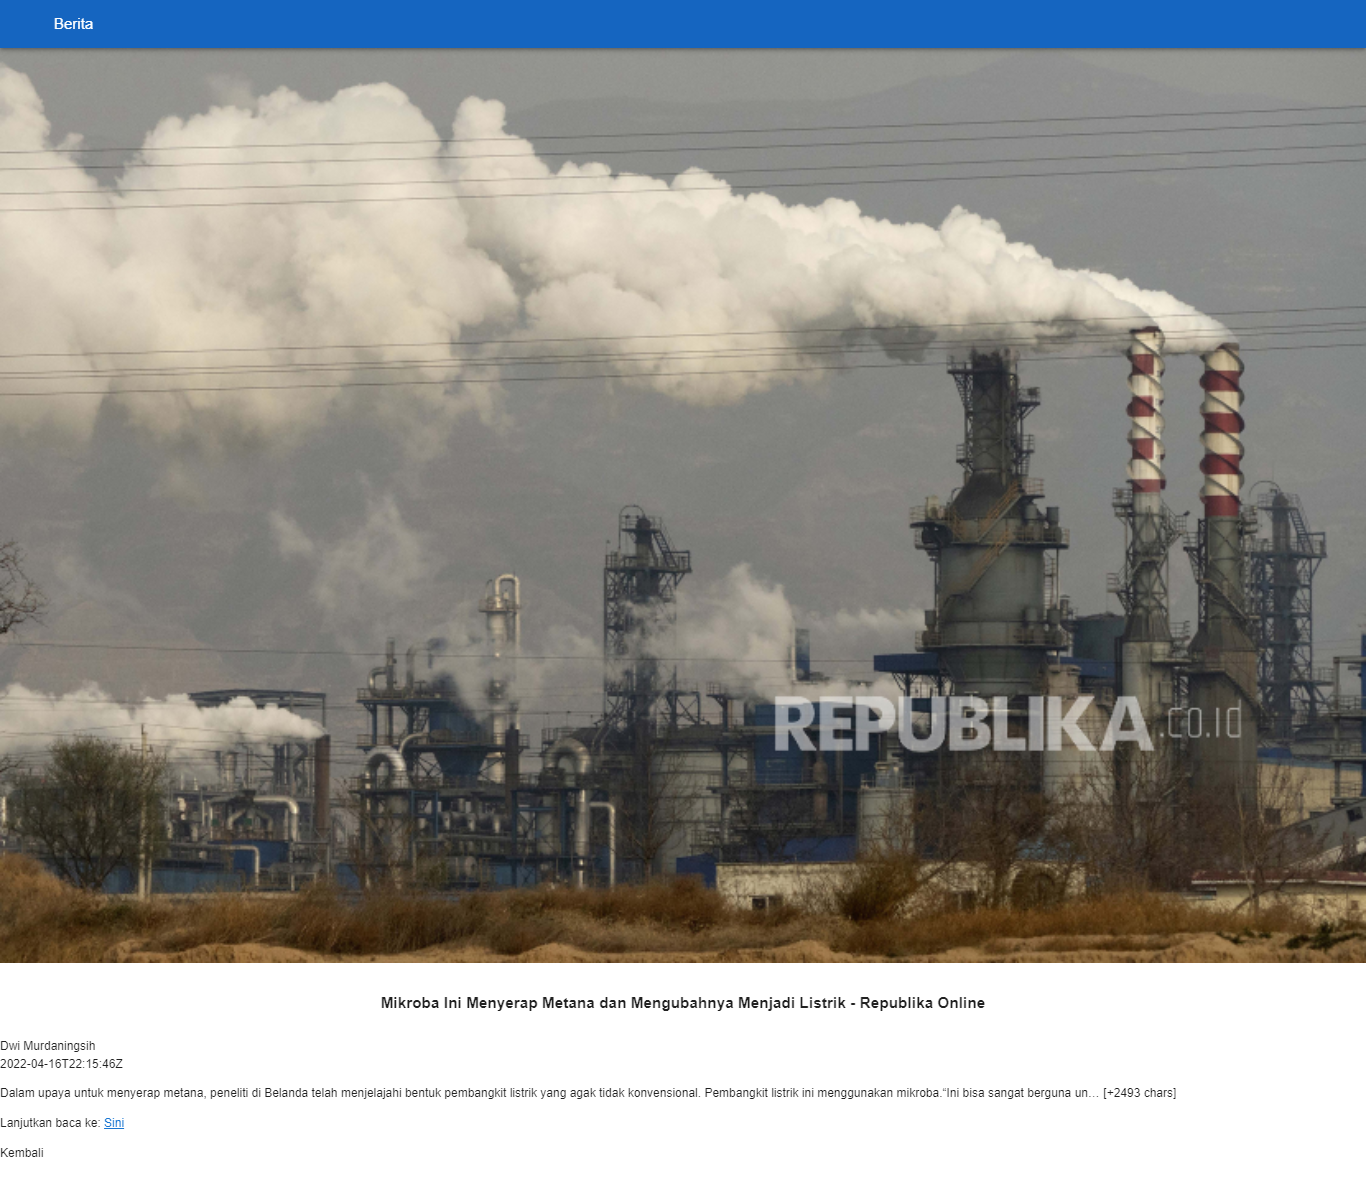 Berita
REPUBLIKA.co.id
Mikroba Ini Menyerap Metana dan Mengubahnya Menjadi Listrik - Republika Online
Dwi Murdaningsih
2022-04-16T22:15:46Z
Dalam upaya untuk menyerap metana, peneliti di Belanda telah menjelajahi bentuk pembangkit listrik yang agak tidak konvensional. Pembangkit listrik ini menggunakan mikroba.“Ini bisa sangat berguna un… [+2493 chars]
Lanjutkan baca ke: Sini
Kembali